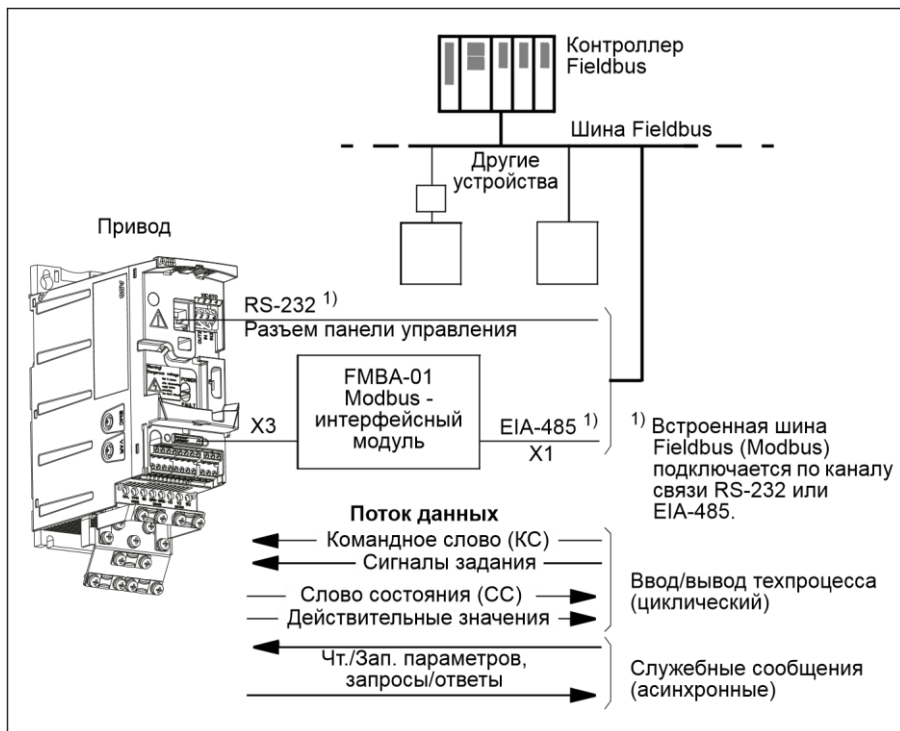 Контроллер
Fieldbus
Шина Fieldbus
Другие
устройства
Привод
RS-232 1)
Разъем панели управления
FMBA-01
Modbus -
интерфейсный
модуль
X3
EIA-485 1)
X1
1) Встроенная шина
Fieldbus (Modbus)
подключается по каналу
связи RS-232 или
EIA-485.
Поток данных
Командное слово (КС)
Сигналы задания
Слово состояния (СС)
Действительные значения
Ввод/вывод техпроцесса
(циклический)
Чт./Зап. параметров,
запросы/ответы
Служебные сообщения
(асинхронные)